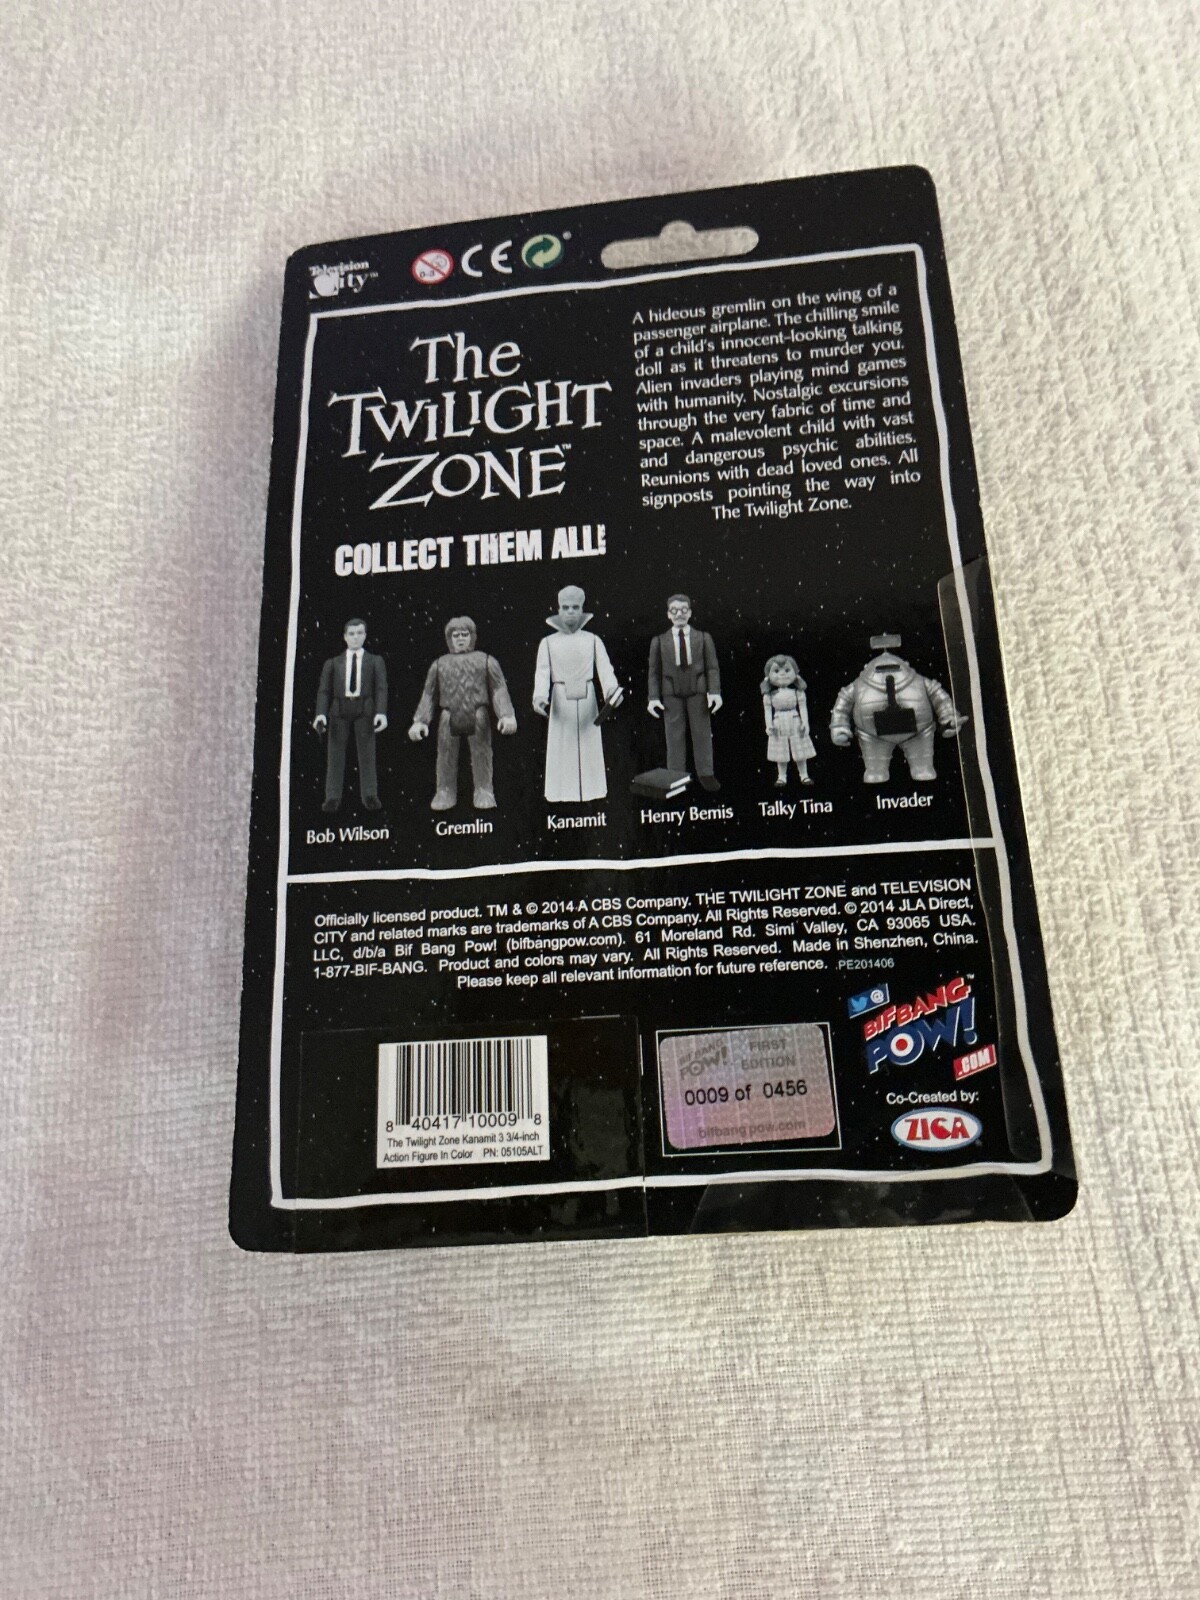 Television
City™
0-3
CE
The
TWILIGHT
ZONE™
COLLECT THEM ALL!
A hideous gremlin on the wing of a
passenger airplane. The chilling smile
of a child's innocent-looking talking
doll as it threatens to murder you.
Alien invaders playing mind games
with humanity. Nostalgic excursions
through the very fabric of time and
space. A malevolent child with vast
and dangerous psychic abilities.
Reunions with dead loved ones. All
signposts pointing the way into
The Twilight Zone.
Bob Wilson
Gremlin
Kanamit
Henry Bemis
Talky Tina
Invader
Officially licensed product. TM & © 2014 A CBS Company. THE TWILIGHT ZONE and TELEVISION
CITY and related marks are trademarks of A CBS Company. All Rights Reserved. © 2014 JLA Direct,
LLC, d/b/a Bif Bang Pow! (bifbangpow.com). 61 Moreland Rd. Simi Valley, CA 93065 USA.
1-877-BIF-BANG. Product and colors may vary. All Rights Reserved. Made in Shenzhen, China.
Please keep all relevant information for future reference. PE201406
8 40417 10009 8
The Twilight Zone Kanamit 3 3/4-inch
Action Figure In Color PN: 05105ALT
BIF BANG
POW!
FIRST
EDITION
0009 of 0456
bifbangpow.com
@
BIFBANG
POW!™
.COM
Co-Created by:
ZICA